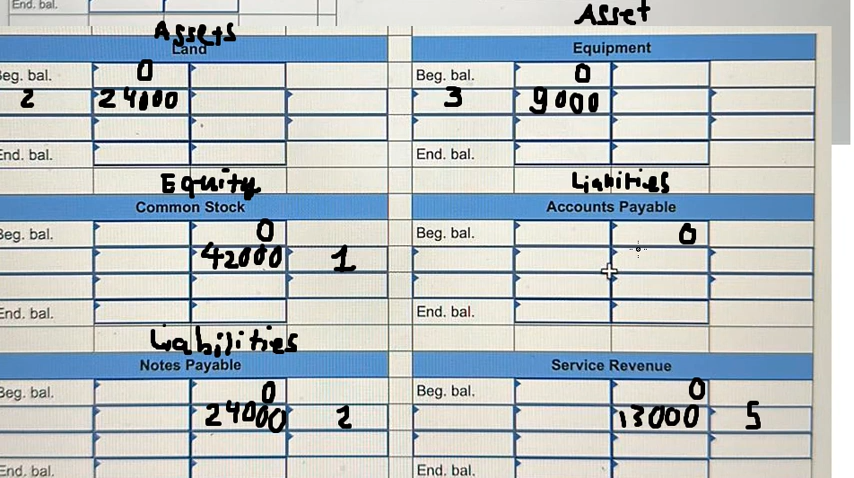 End. bal.
Assets
Asset
Land
Equipment
Beg. bal. 0
Beg. bal. 0
2 24000
3 9000
End. bal.
End. bal.
Equity
Liabities
Common Stock
Accounts Payable
Beg. bal. 0
Beg. bal. 0
42000 1
End. bal.
End. bal.
Liabilities
Notes Payable
Service Revenue
Beg. bal. 0
Beg. bal. 0
24000 2
13000 5
End. bal.
End. bal.